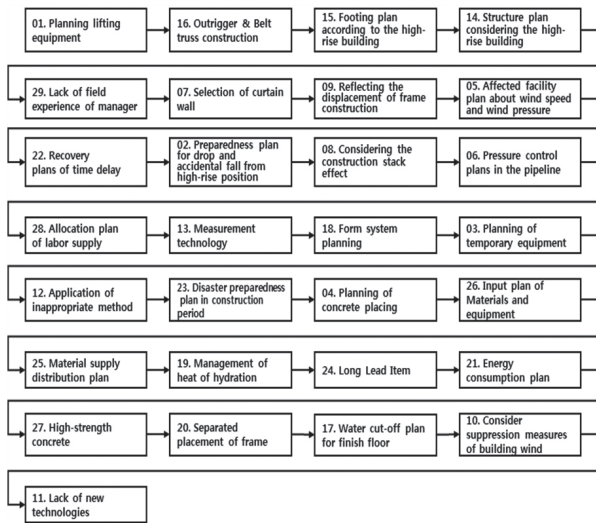 01. Planning lifting
equipment
16. Outrigger & Belt
truss construction
15. Footing plan
according to the high-
rise building
14. Structure plan
considering the high-
rise building
29. Lack of field
experience of manager
07. Selection of curtain
wall
09. Reflecting the
displacement of frame
construction
05. Affected facility
plan about wind speed
and wind pressure
22. Recovery
plans of time delay
02. Preparedness plan
for drop and
accidental fall from
high-rise position
08. Considering the
construction stack
effect
06. Pressure control
plans in the pipeline
28. Allocation plan
of labor supply
13. Measurement
technology
18. Form system
planning
03. Planning of
temporary equipment
12. Application of
inappropriate method
23. Disaster preparedness
plan in construction
period
04. Planning of
concrete placing
26. Input plan of
Materials and
equipment
25. Material supply
distribution plan
19. Management of
heat of hydration
24. Long Lead Item
21. Energy
consumption plan
27. High-strength
concrete
20. Separated
placement of frame
17. Water cut-off plan
for finish floor
10. Consider
suppression measures
of building wind
11. Lack of new
technologies